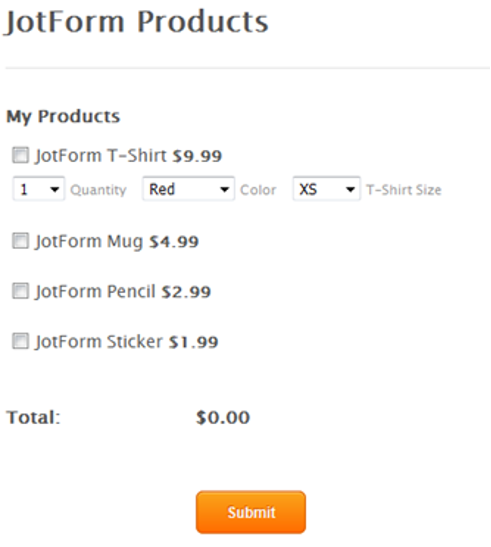 JotForm Products
My Products
JotForm T-Shirt $9.99
1 Quantity Red Color XS T-Shirt Size
JotForm Mug $4.99
JotForm Pencil $2.99
JotForm Sticker $1.99
Total: $0.00
Submit